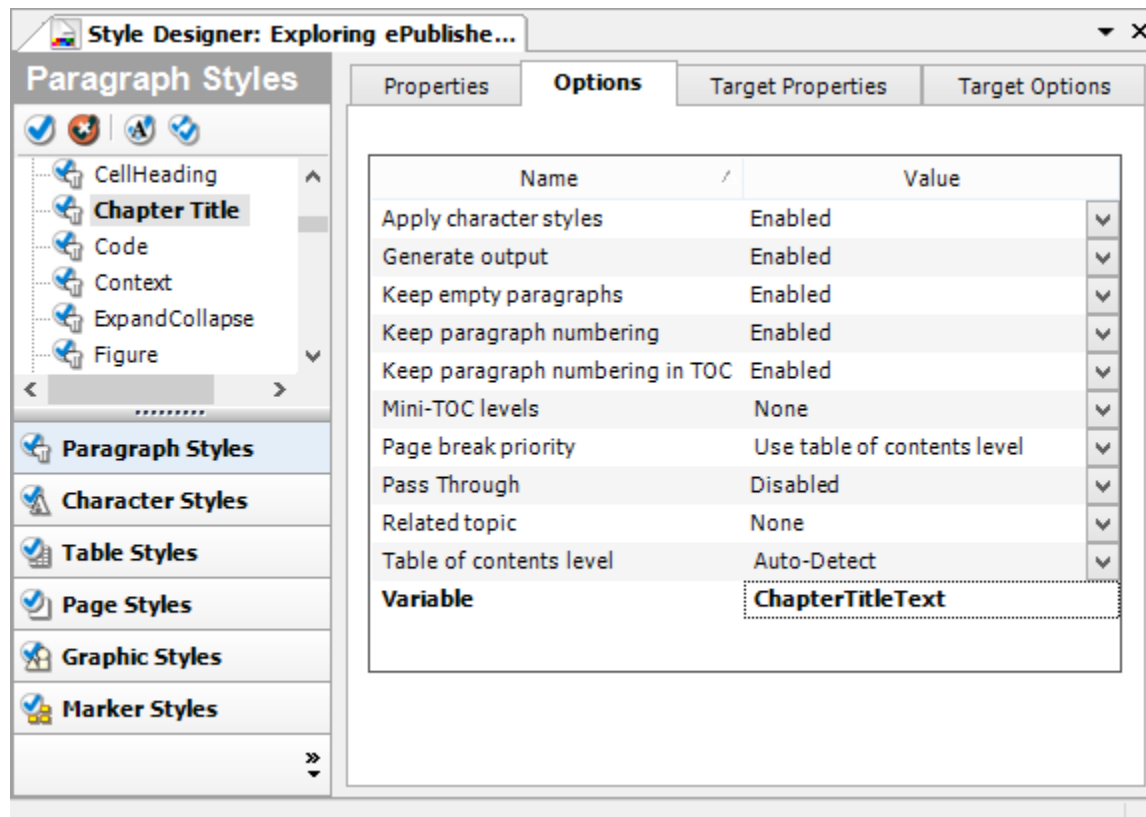 Style Designer: Exploring ePublishe...
Paragraph Styles
CellHeading
Chapter Title
Code
Context
ExpandCollapse
Figure
Paragraph Styles
Character Styles
Table Styles
Page Styles
Graphic Styles
Marker Styles
Properties Options Target Properties Target Options
Name Value
Apply character styles Enabled
Generate output Enabled
Keep empty paragraphs Enabled
Keep paragraph numbering Enabled
Keep paragraph numbering in TOC Enabled
Mini-TOC levels None
Page break priority Use table of contents level
Pass Through Disabled
Related topic None
Table of contents level Auto-Detect
Variable ChapterTitleText